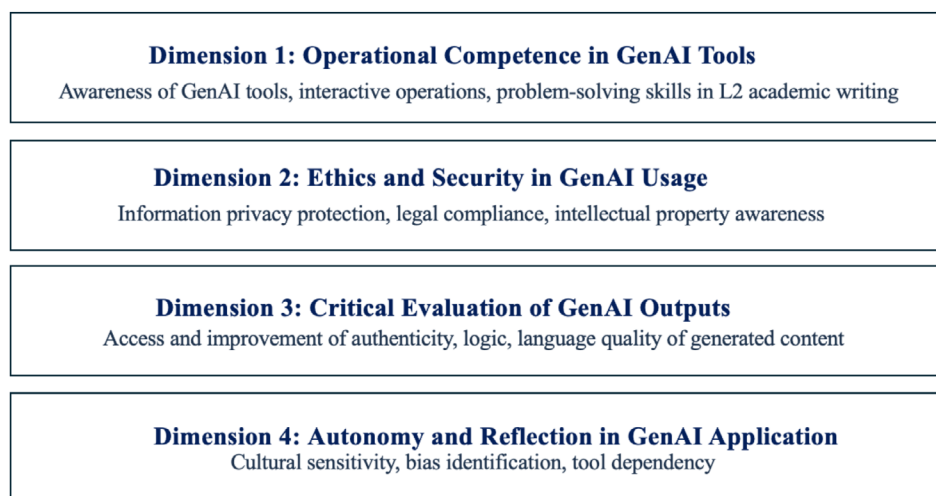 Dimension 1: Operational Competence in GenAI Tools
Awareness of GenAI tools, interactive operations, problem-solving skills in L2 academic writing
Dimension 2: Ethics and Security in GenAI Usage
Information privacy protection, legal compliance, intellectual property awareness
Dimension 3: Critical Evaluation of GenAI Outputs
Access and improvement of authenticity, logic, language quality of generated content
Dimension 4: Autonomy and Reflection in GenAI Application
Cultural sensitivity, bias identification, tool dependency